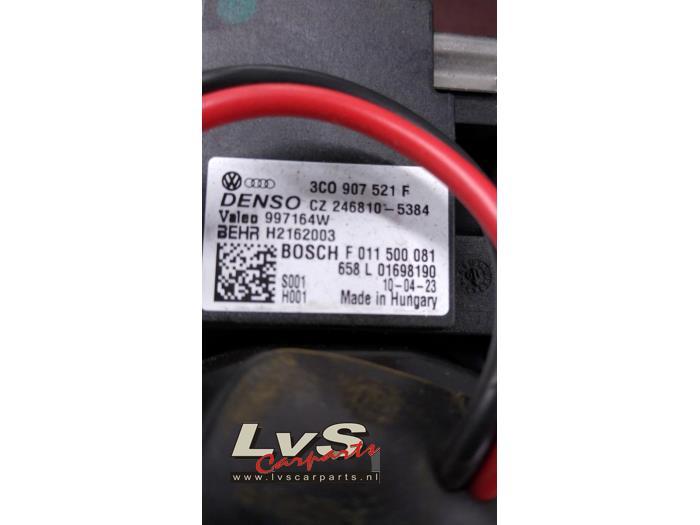 3C0 907 521 F
DENSO CZ 246810-5384
Valeo 997164W
BEHR H2162003
BOSCH F 011 500 081
658 L 01698190
S001 10-04-23
H001 Made in Hungary
LvS
Carparts
www.lvscarparts.nl